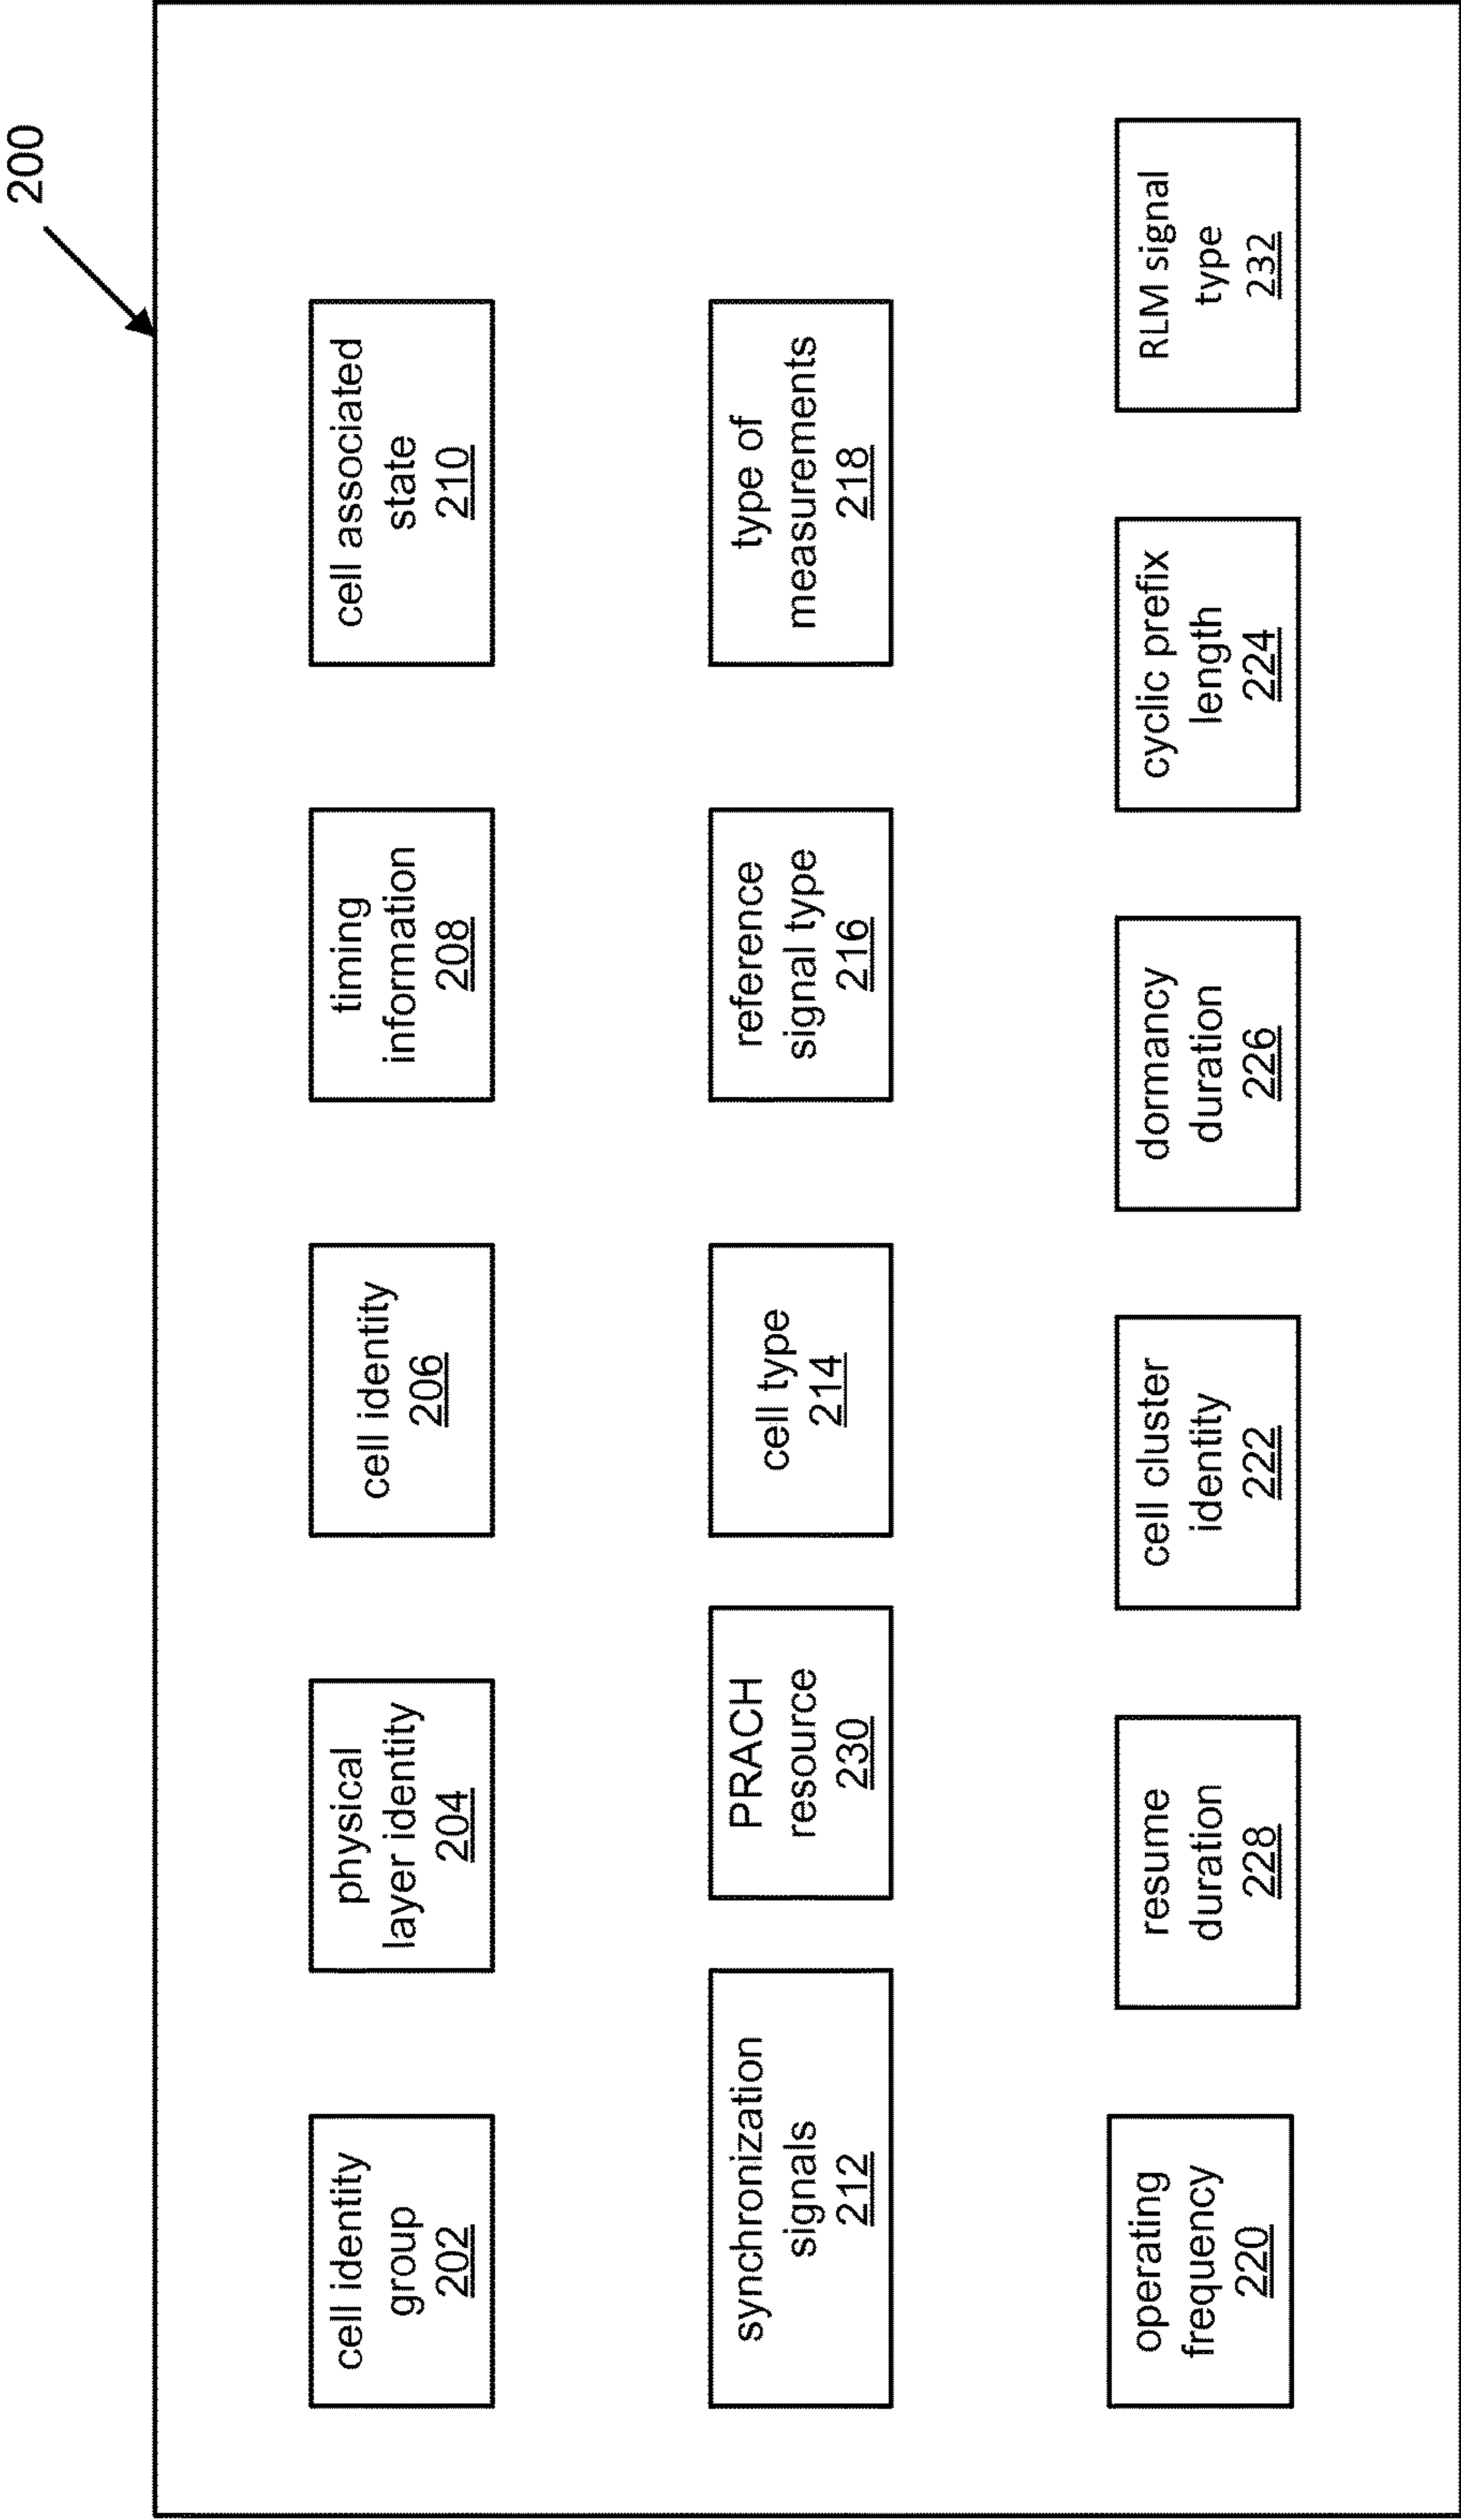 200
cell identity
group
202
physical
layer identity
204
cell identity
206
timing
information
208
cell associated
state
210
synchronization
signals
212
PRACH
resource
230
cell type
214
reference
signal type
216
type of
measurements
218
operating
frequency
220
resume
duration
228
cell cluster
identity
222
dormancy
duration
226
cyclic prefix
length
224
RLM signal
type
232